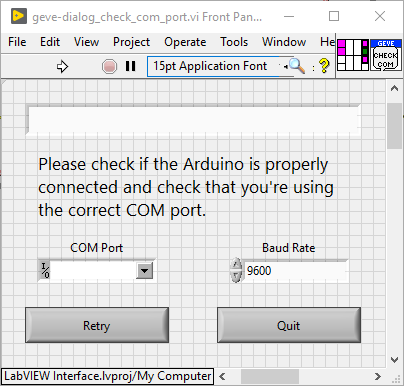 geve-dialog_check_com_port.vi Front Pan...
File Edit View Project Operate Tools Window Help
15pt Application Font
?
GEVE
CHECK
COM
Please check if the Arduino is properly
connected and check that you're using
the correct COM port.
COM Port Baud Rate
I/O 9600
Retry Quit
LabVIEW Interface.lvproj/My Computer